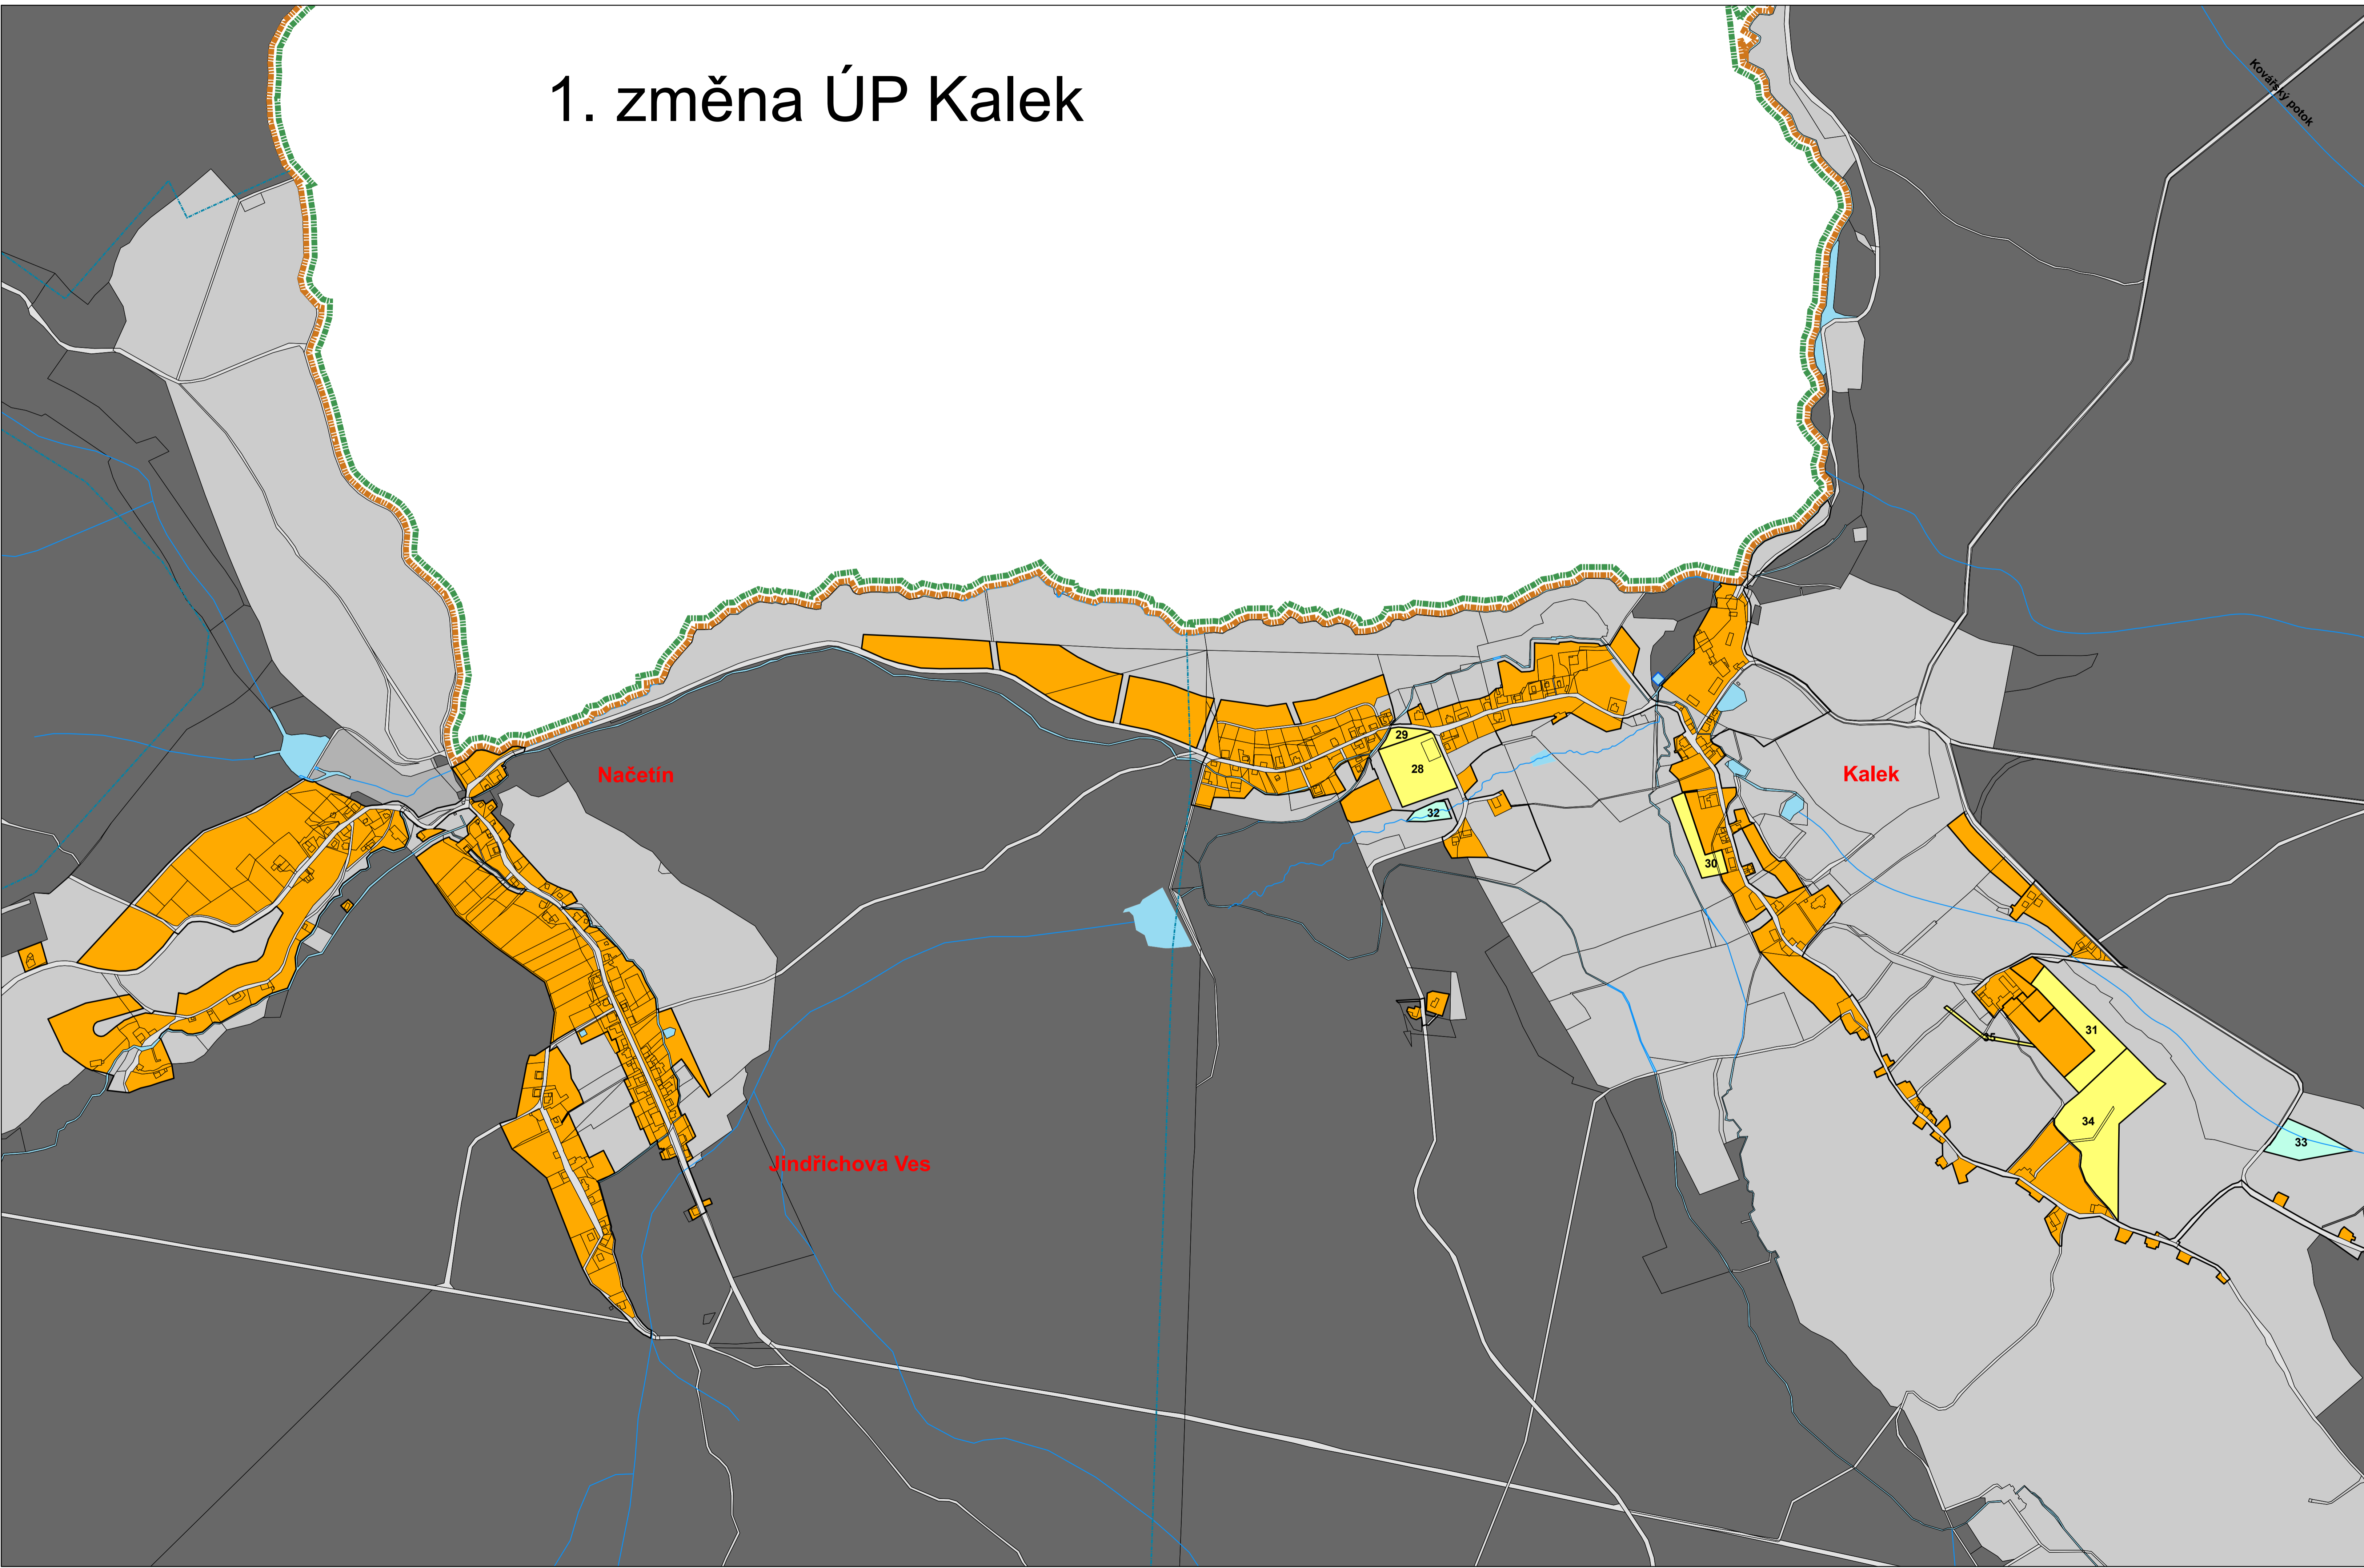 1. změna ÚP Kalek
Kovářský potok
Načetín
29
28
32
Kalek
30
31
35
34
33
Jindřichova Ves